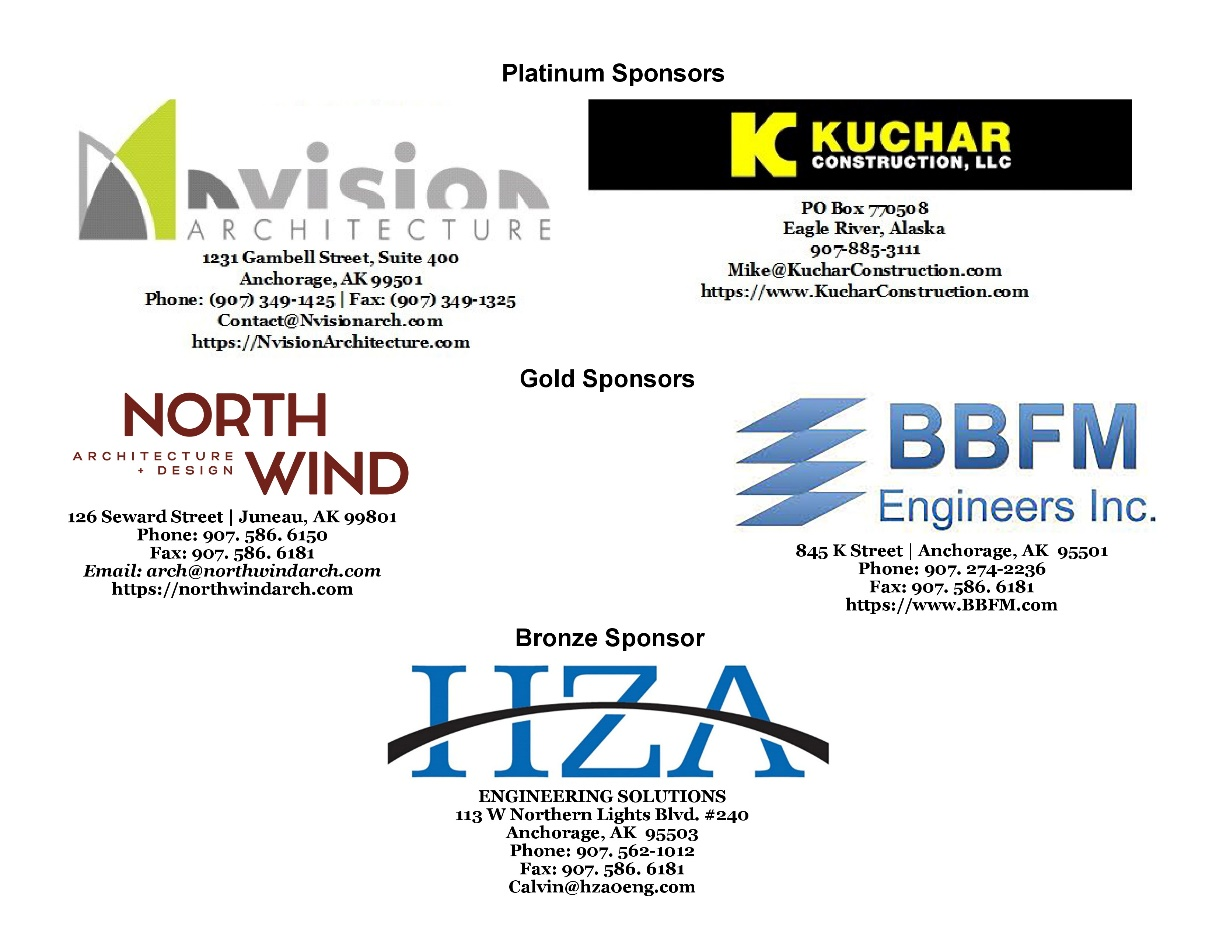 Platinum Sponsors
Nvision
ARCHITECTURE
1231 Gambell Street, Suite 400
Anchorage, AK 99501
Phone: (907) 349-1425 | Fax: (907) 349-1325
Contact@Nvisionarch.com
https://NvisionArchitecture.com
K KUCHAR
CONSTRUCTION, LLC
PO Box 770508
Eagle River, Alaska
907-885-3111
Mike@KucharConstruction.com
https://www.KucharConstruction.com
Gold Sponsors
NORTH
ARCHITECTURE
+ DESIGN
WIND
126 Seward Street | Juneau, AK 99801
Phone: 907. 586. 6150
Fax: 907. 586. 6181
Email: arch@northwindarch.com
https://northwindarch.com
BBFM
Engineers Inc.
845 K Street | Anchorage, AK 95501
Phone: 907. 274-2236
Fax: 907. 586. 6181
https://www.BBFM.com
Bronze Sponsor
HZA
ENGINEERING SOLUTIONS
113 W Northern Lights Blvd. #240
Anchorage, AK 95503
Phone: 907. 562-1012
Fax: 907. 586. 6181
Calvin@hza0eng.com